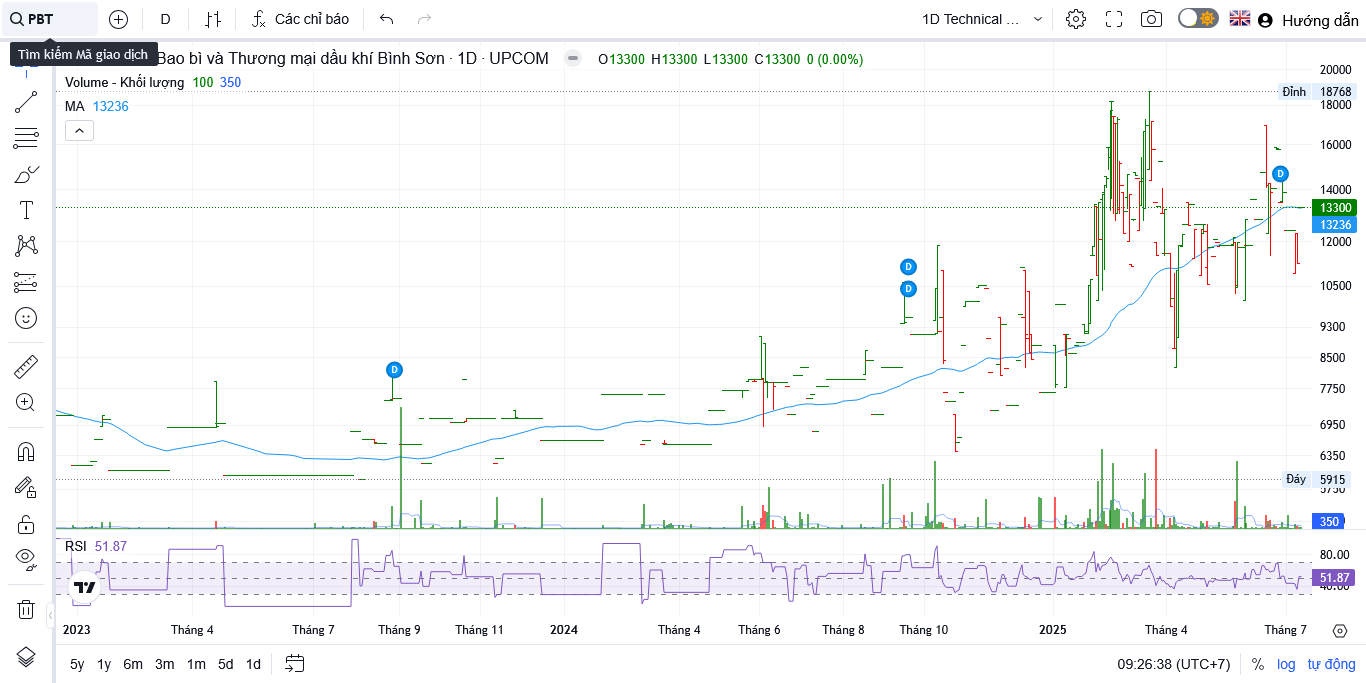 PBT D Các chỉ báo 1D Technical ... Hướng dẫn
Tìm kiếm Mã giao dịch
Bao bì và Thương mại dầu khí Bình Sơn · 1D · UPCOM O13300 H13300 L13300 C13300 0 (0.00%)
Volume - Khối lượng 100 350
MA 13236
20000
Đỉnh 18768
18000
16000
14000
13300
13236
12000
10500
9300
8500
7750
6950
6350
Đáy 5915
5750
350
D
D
D
D
RSI 51.87
80.00
51.87
40.00
2023 Tháng 4 Tháng 7 Tháng 9 Tháng 11 2024 Tháng 4 Tháng 6 Tháng 8 Tháng 10 2025 Tháng 4 Tháng 7
5y 1y 6m 3m 1m 5d 1d 09:26:38 (UTC+7) % log tự động